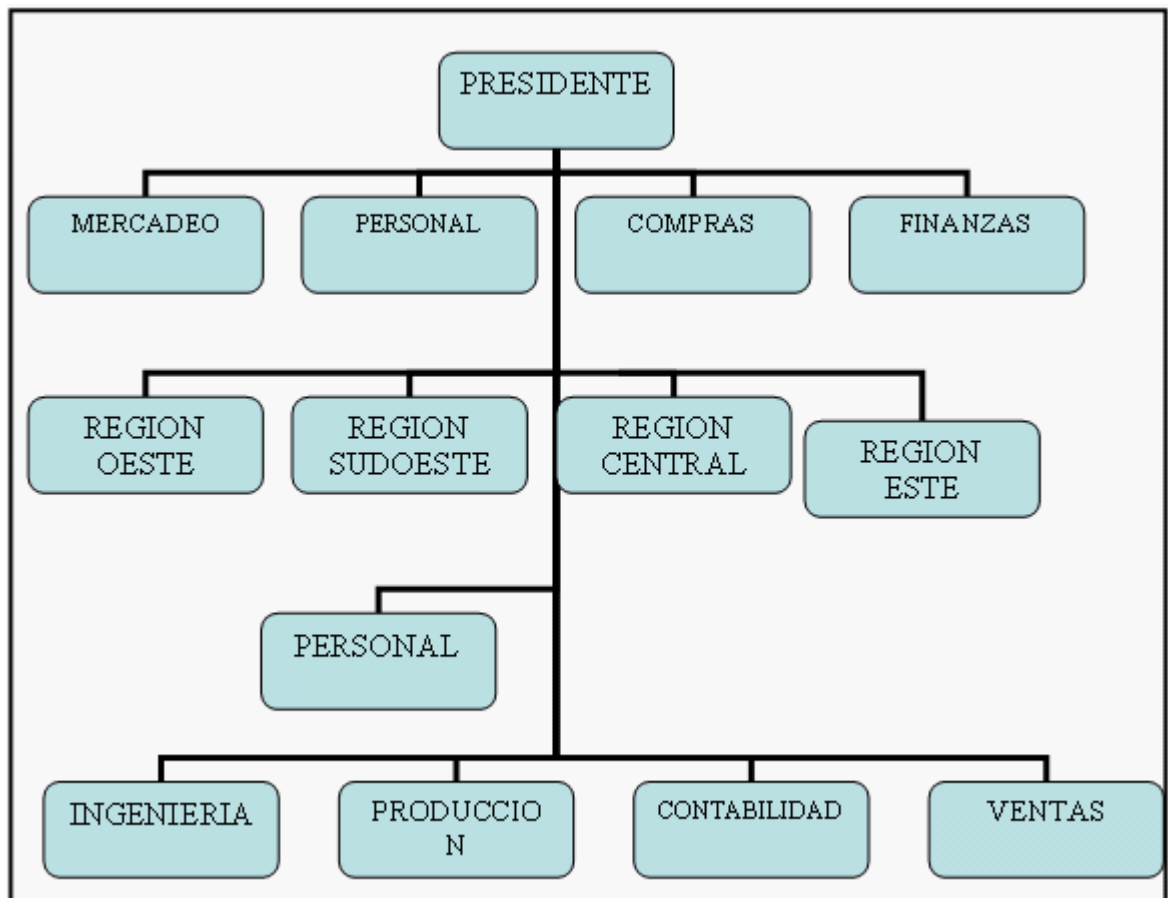 PRESIDENTE
MERCADEO
PERSONAL
COMPRAS
FINANZAS
REGION
OESTE
REGION
SUDOESTE
REGION
CENTRAL
REGION
ESTE
PERSONAL
INGENIERIA
PRODUCCIO
N
CONTABILIDAD
VENTAS